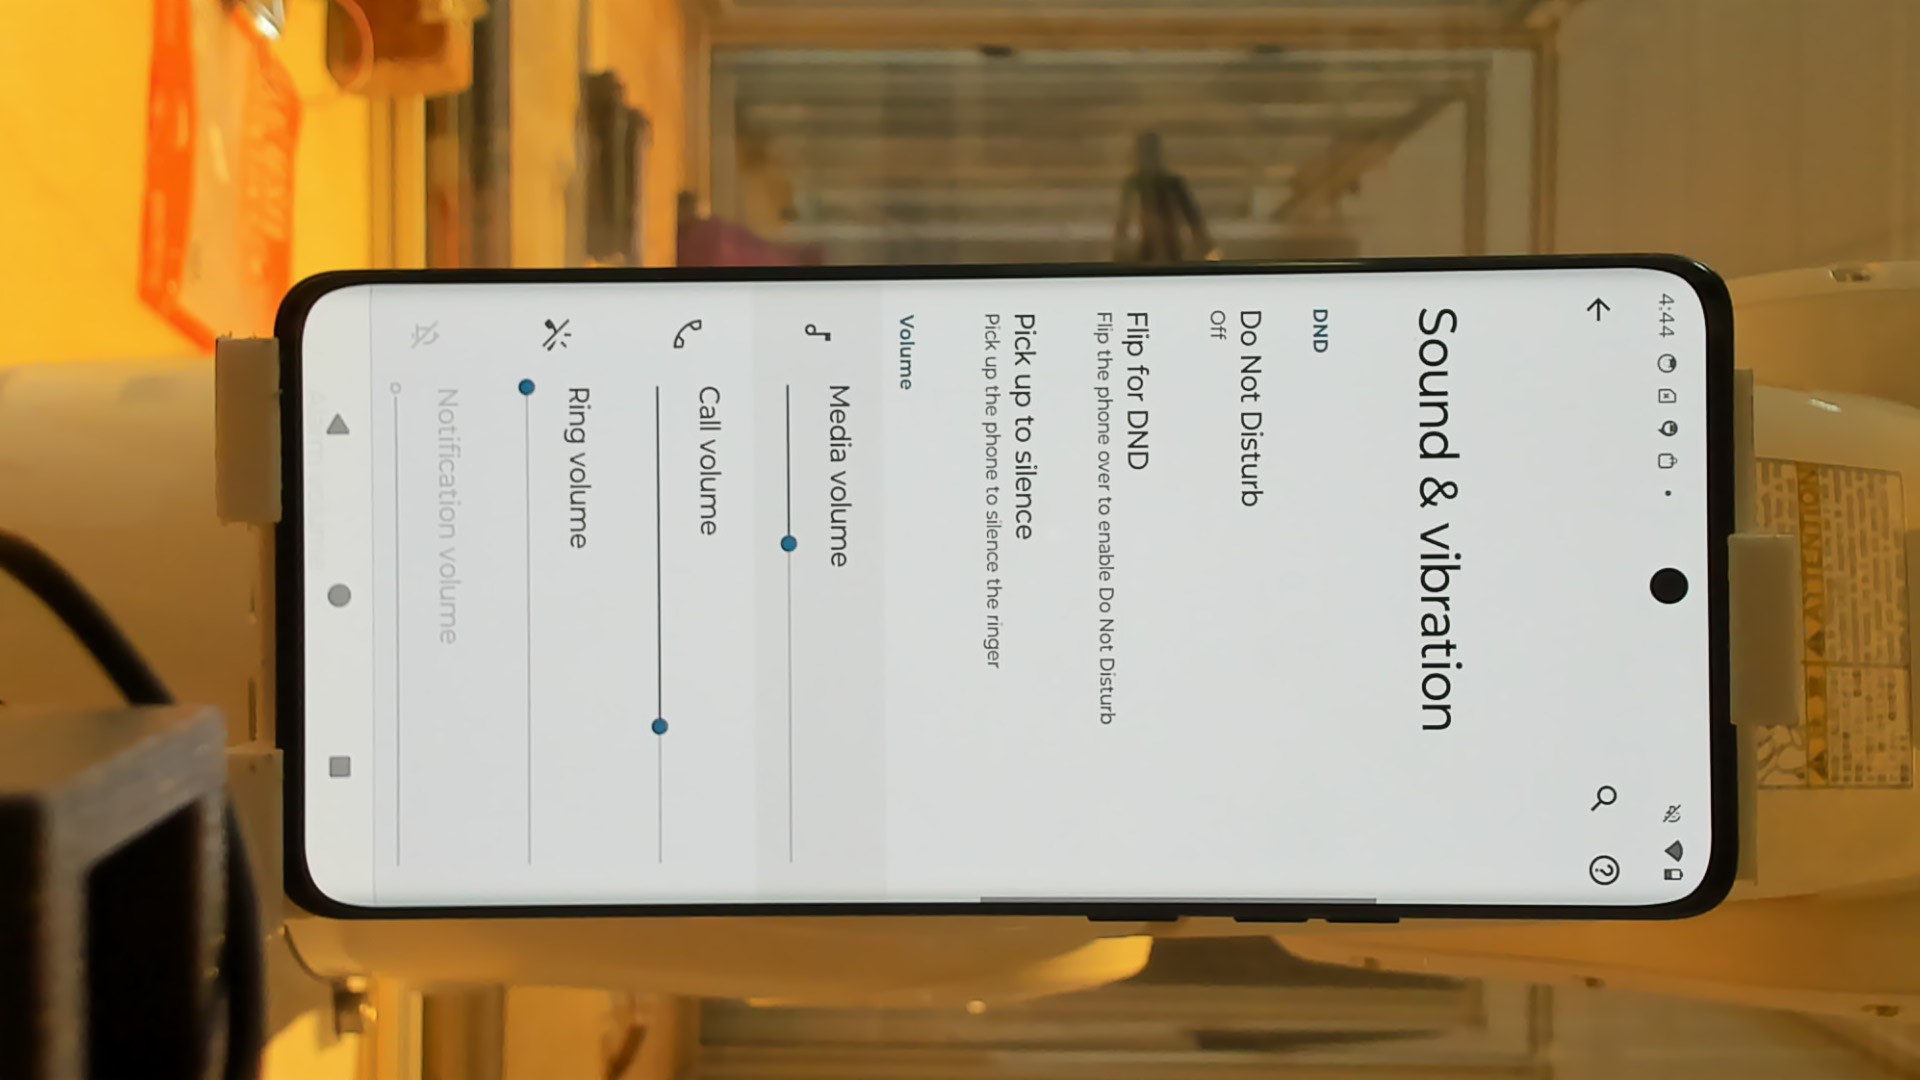 4:44
Sound & vibration
DND
Do Not Disturb
Off
Flip for DND
Flip the phone over to enable Do Not Disturb
Pick up to silence
Pick up the phone to silence the ringer
Volume
Media volume
Call volume
Ring volume
Notification volume
ATTENTION